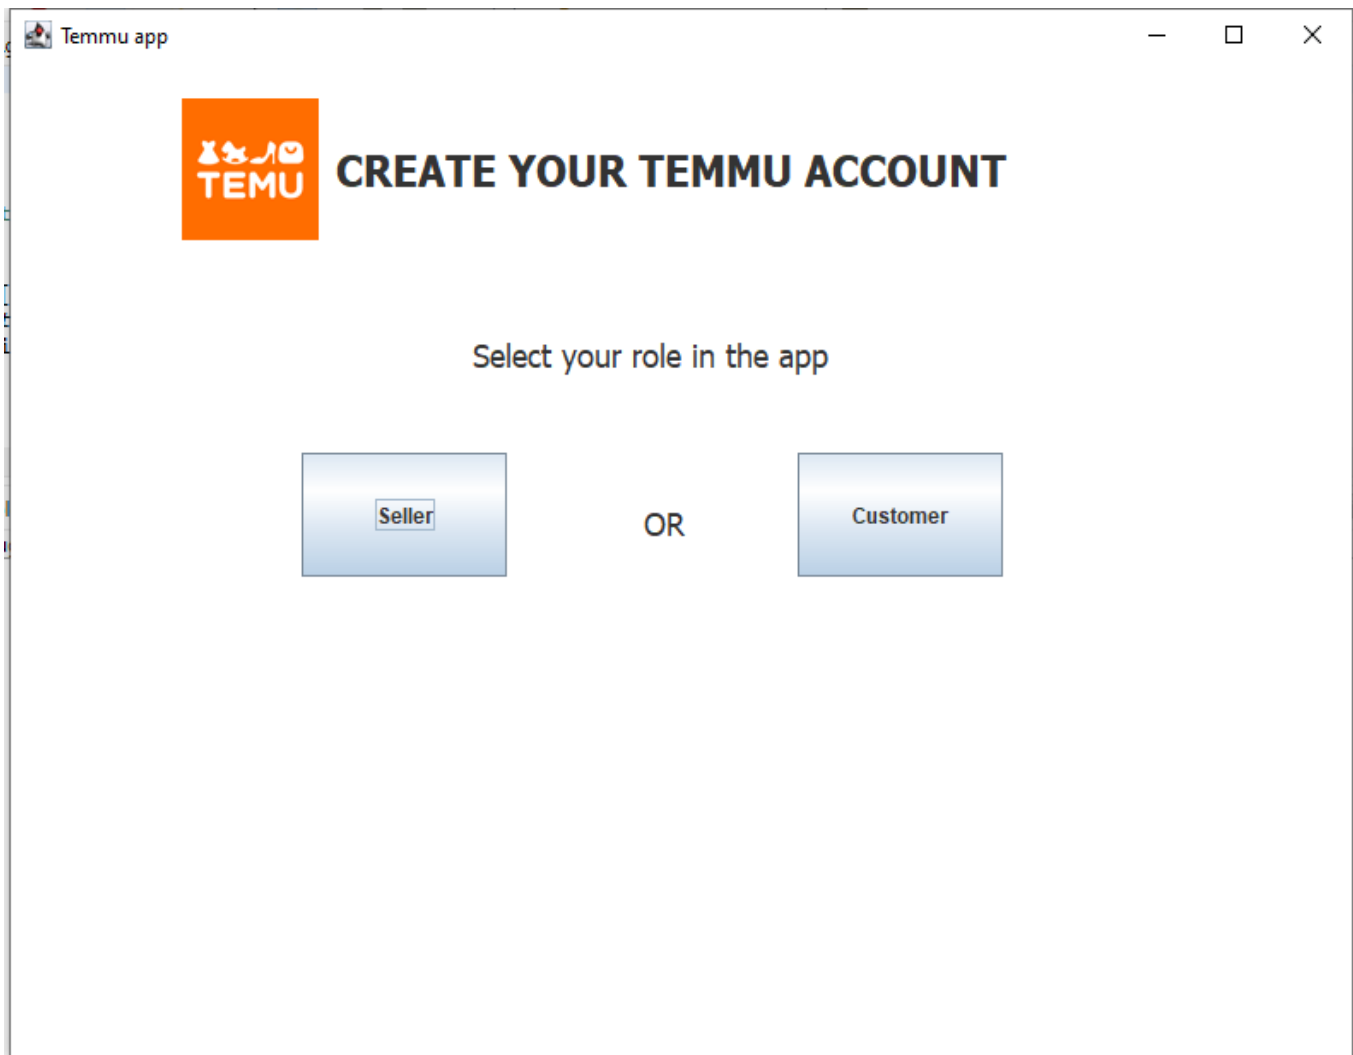 Temmu app
TEMU
CREATE YOUR TEMMU ACCOUNT
Select your role in the app
Seller
OR
Customer